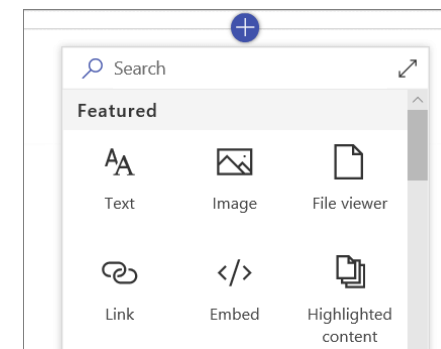 Search
Featured
Text
Image
File viewer
Link
Embed
Highlighted
content